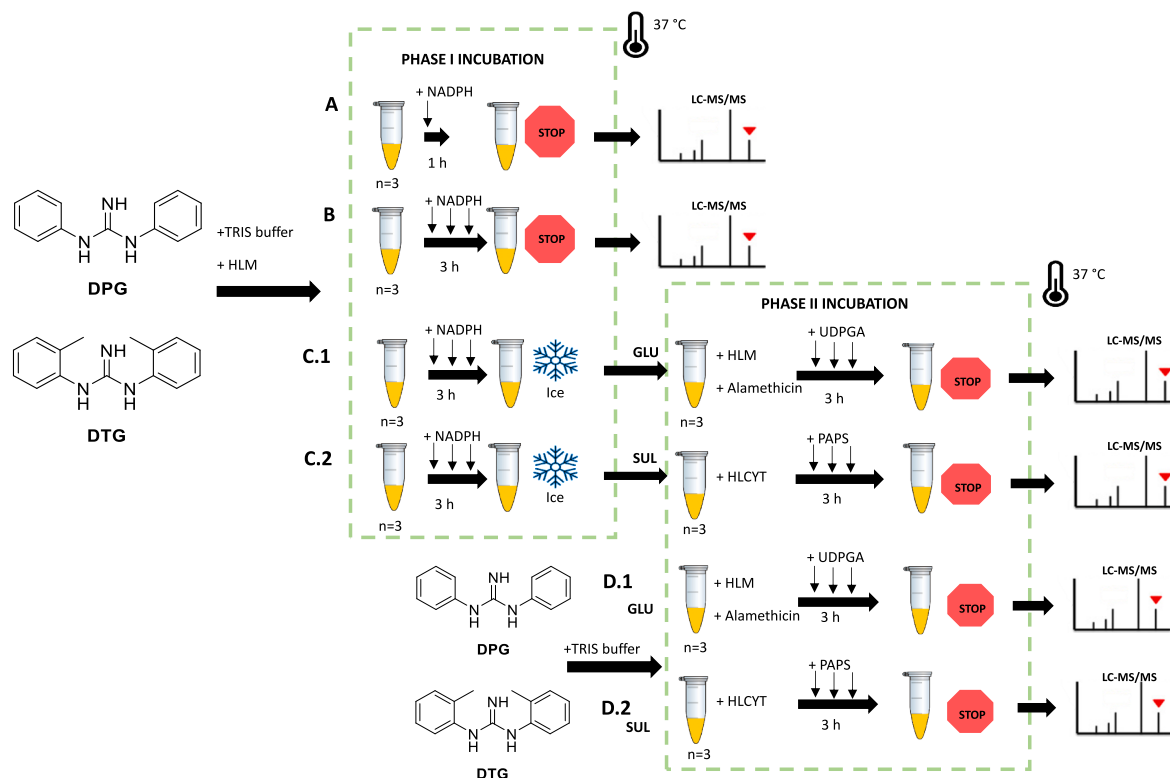 37 °C
PHASE I INCUBATION
A
+ NADPH
STOP
1 h
n=3
LC-MS/MS
B
+ NADPH
STOP
3 h
n=3
LC-MS/MS
NH
N
H
N
H
DPG
+TRIS buffer
+ HLM
NH
N
H
N
H
DTG
37 °C
PHASE II INCUBATION
C.1
+ NADPH
3 h
n=3
Ice
GLU
+ HLM
+ Alamethicin
n=3
+ UDPGA
3 h
STOP
LC-MS/MS
C.2
+ NADPH
3 h
n=3
Ice
SUL
+ HLCYT
n=3
+ PAPS
3 h
STOP
LC-MS/MS
NH
N
H
N
H
DPG
D.1
GLU
+ HLM
+ Alamethicin
n=3
+ UDPGA
3 h
STOP
LC-MS/MS
+TRIS buffer
NH
N
H
N
H
DTG
D.2
SUL
+ HLCYT
n=3
+ PAPS
3 h
STOP
LC-MS/MS